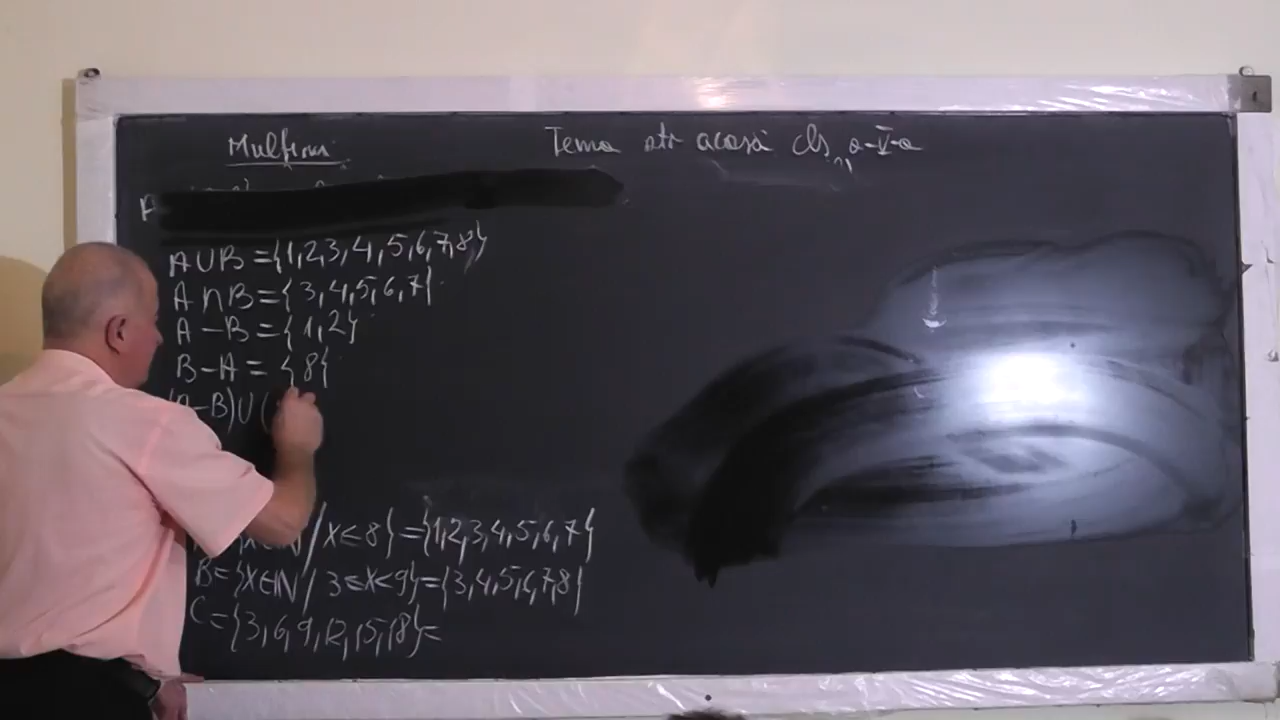 Mulțimi
Tema ptr acasă cls a-V-a
A
A∪B={1,2,3,4,5,6,7,8}
A∩B={3,4,5,6,7}
A-B={1,2}
B-A={8}
(A-B)∪(
{x∈ℕ/x<8}={1,2,3,4,5,6,7}
B={x∈ℕ/3≤x<9}={3,4,5,6,7,8}
C={3,6,9,12,15,18}=